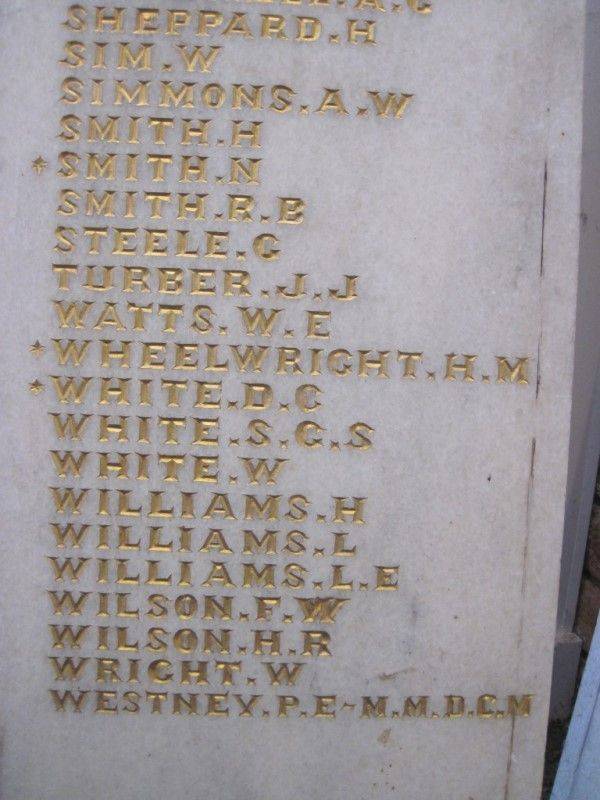 SHEPPARD.H
SIM.W
SIMMONS.A.W
SMITH.H
*SMITH.N
SMITH.R.B
STEELE.G
TURBER.J.J
WATTS.W.E
*WHEELWRIGHT.H.M
*WHITE.D.C
WHITE.S.G.S
WHITE.W
WILLIAMS.H
WILLIAMS.L
WILLIAMS.L.E
WILSON.F.W
WILSON.H.R
WRIGHT.W
WESTNEY.P.E-M.M.D.C.M